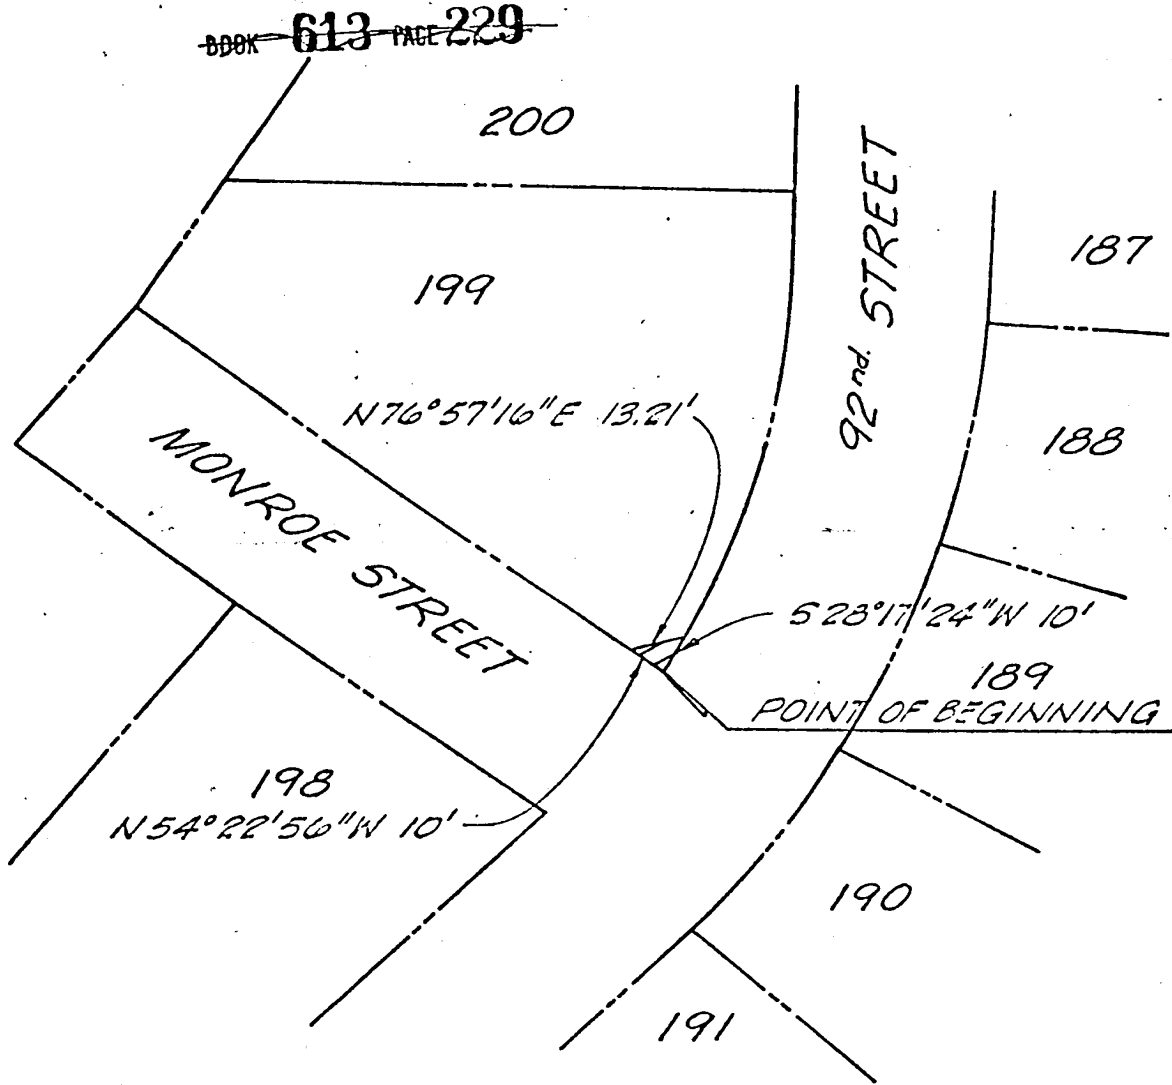 BOOK 613 PAGE 229
200
92nd. STREET
187
199
N76°57'16"E 13.21'
188
MONROE STREET
S28°17'24"W 10'
189
POINT OF BEGINNING
198
N54°22'56"W 10'
190
191